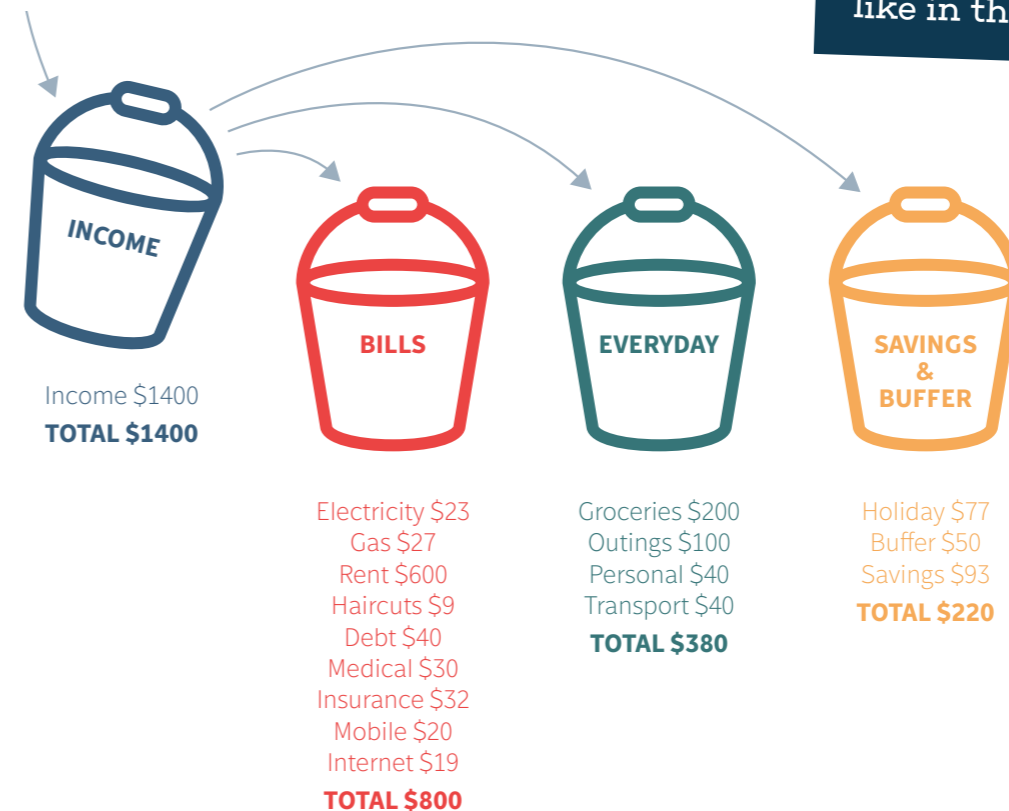 like in th
INCOME
Income $1400
TOTAL $1400
BILLS
Electricity $23
Gas $27
Rent $600
Haircuts $9
Debt $40
Medical $30
Insurance $32
Mobile $20
Internet $19
TOTAL $800
EVERYDAY
Groceries $200
Outings $100
Personal $40
Transport $40
TOTAL $380
SAVINGS
&
BUFFER
Holiday $77
Buffer $50
Savings $93
TOTAL $220